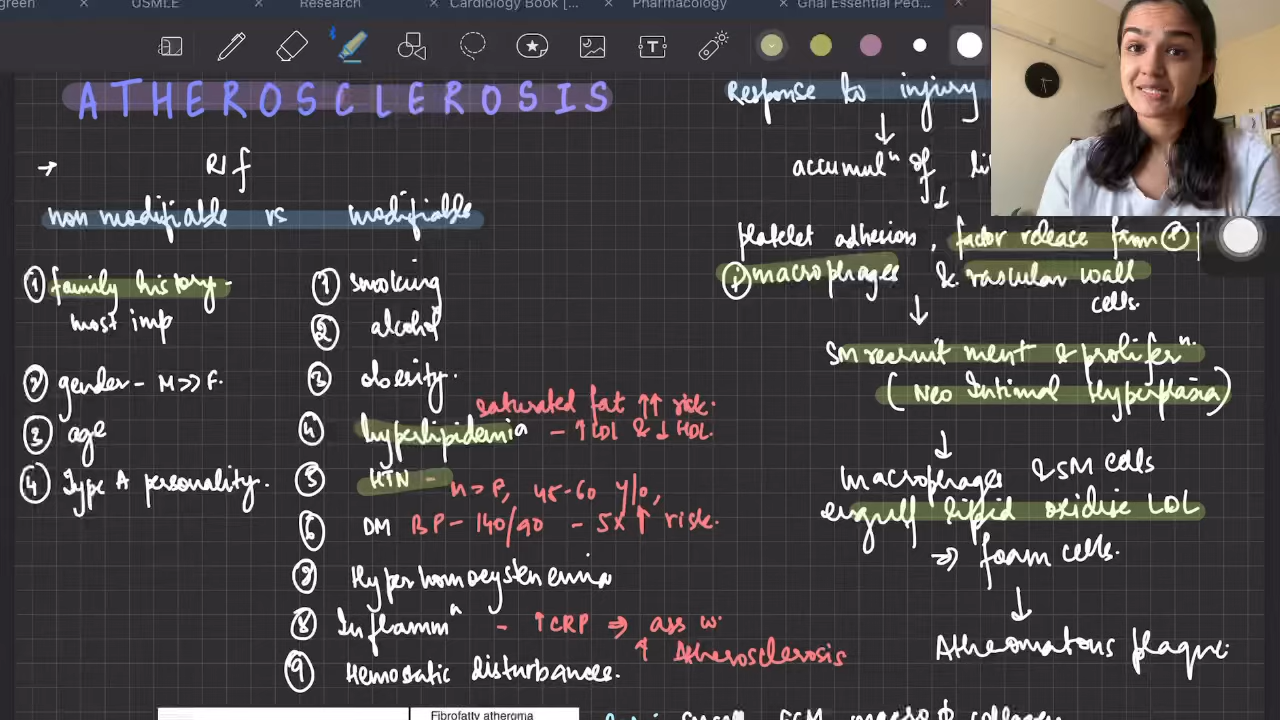 green
USMLE
Research
Cardiology Book [...
Pharmacology
Ghai Essential Ped...
ATHEROSCLEROSIS
→ R/f
non modifiable vs modifiable
① family history -
most imp
② gender - M>>F.
③ age
④ Type A personality.
① smoking
② alcohol
③ obesity.
saturated fat ↑↑ risk.
④ hyperlipidemia - ↑LDL & ↓ HDL.
⑤ HTN - M>F, 45-60 y/o,
BP - 140/90 - 5x ↑ risk.
⑥ DM
⑦ Hyperhomocysteinemia
⑧ Inflammⁿ - ↑CRP ⇒ ass w.
↑ Atherosclerosis
⑨ Hemostatic disturbances.
Response to injury
↓
accumulⁿ of
↓
platelet adhesion, factor release from
macrophages & vascular wall
cells.
↓
SM recruitment & proliferⁿ.
(Neo Intimal Hyperplasia)
↓
Macrophages & SM cells
engulf lipid oxidise LDL
⇒ foam cells.
↓
Atheromatous plaque.
Fibrofatty atheroma